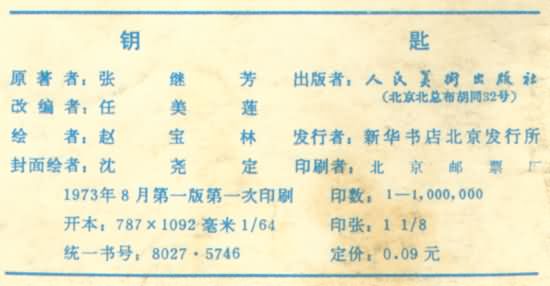 钥匙
原著者：张继芳 出版者：人民美术出版社
改编者：任美莲 （北京北总布胡同32号）
绘者：赵宝林 发行者：新华书店北京发行所
封面绘者：沈尧定 印刷者：北京邮票厂
1973年8月第一版第一次印刷 印数：1—1,000,000
开本：787×1092毫米1/64 印张：1 1/8
统一书号：8027·5746 定价：0.09元